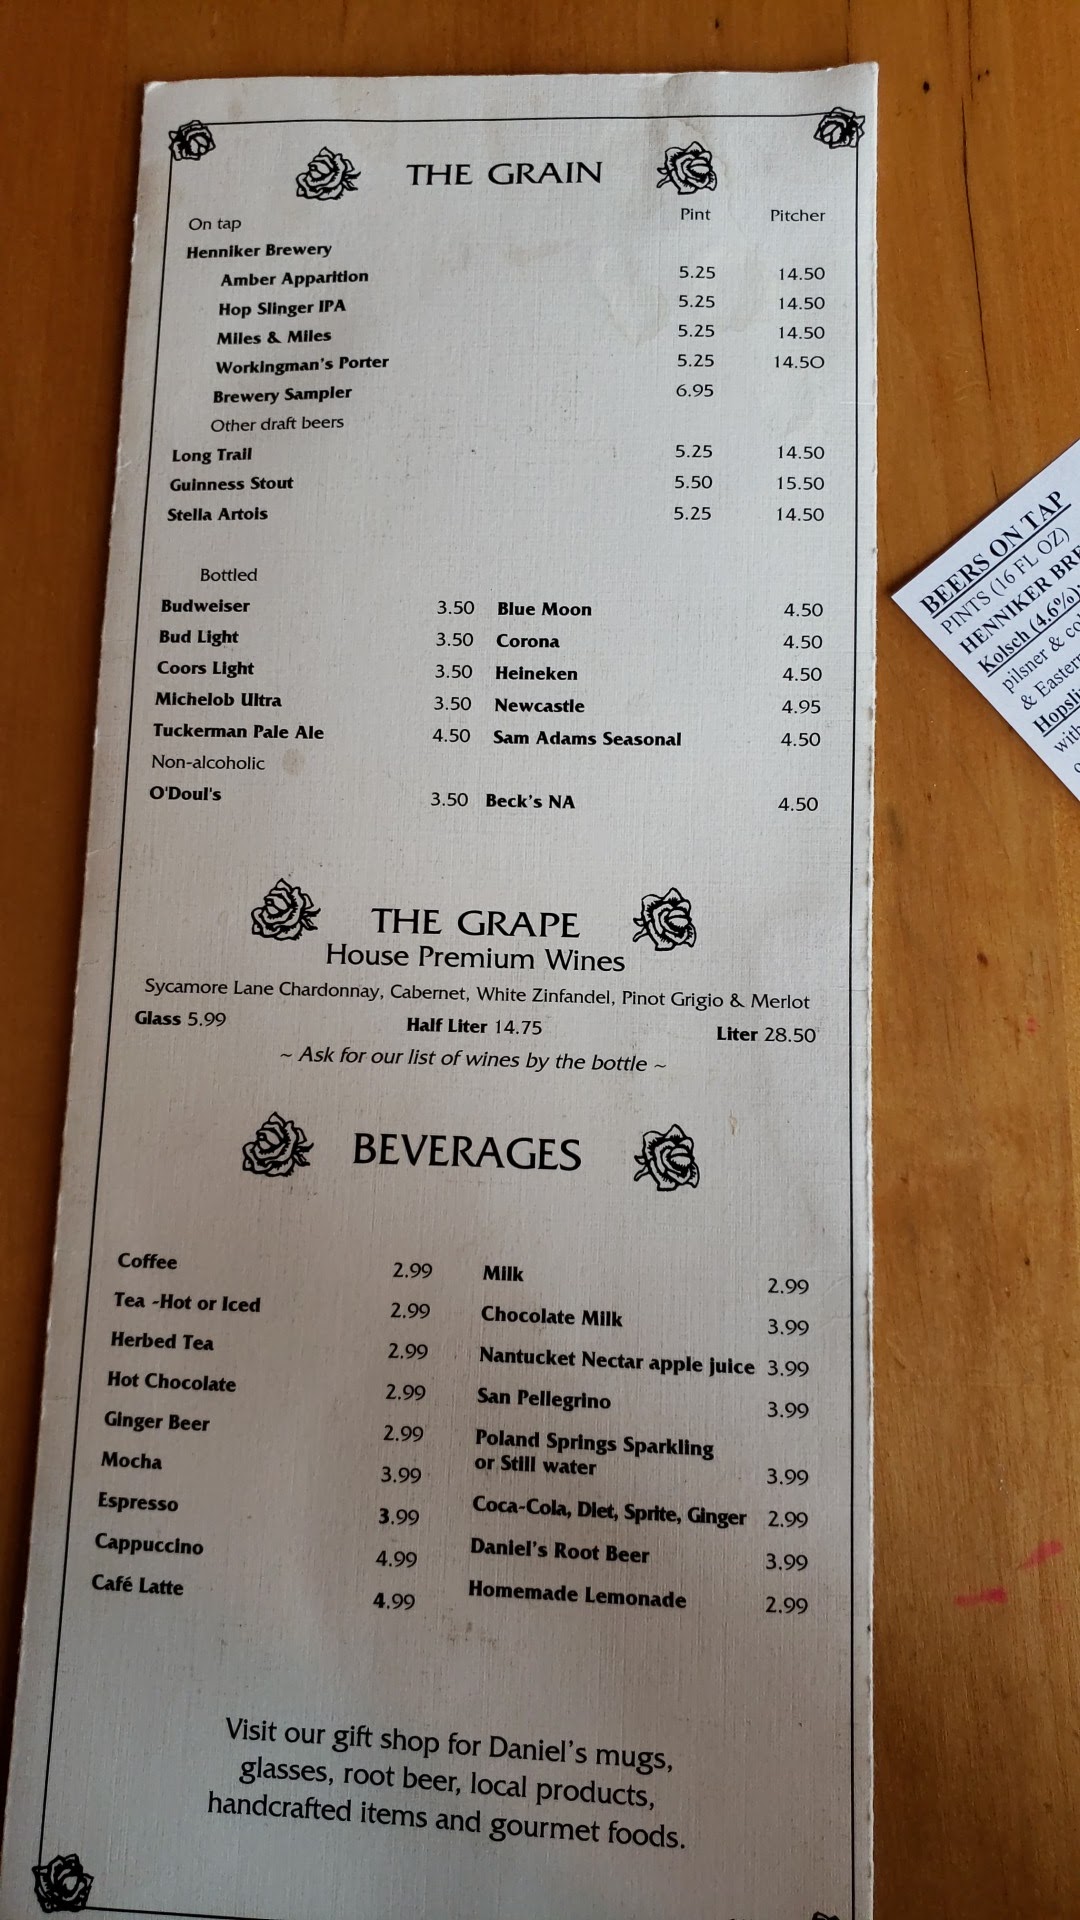 THE GRAIN
On tap Pint Pitcher
Henniker Brewery
Amber Apparition 5.25 14.50
Hop Slinger IPA 5.25 14.50
Miles & Miles 5.25 14.50
Workingman's Porter 5.25 14.50
Brewery Sampler 6.95
Other draft beers
Long Trail 5.25 14.50
Guinness Stout 5.50 15.50
Stella Artois 5.25 14.50
Bottled
Budweiser 3.50 Blue Moon 4.50
Bud Light 3.50 Corona 4.50
Coors Light 3.50 Heineken 4.50
Michelob Ultra 3.50 Newcastle 4.95
Tuckerman Pale Ale 4.50 Sam Adams Seasonal 4.50
Non-alcoholic
O'Doul's 3.50 Beck's NA 4.50
THE GRAPE
House Premium Wines
Sycamore Lane Chardonnay, Cabernet, White Zinfandel, Pinot Grigio & Merlot
Glass 5.99 Half Liter 14.75 Liter 28.50
~ Ask for our list of wines by the bottle ~
BEVERAGES
Coffee 2.99 Milk 2.99
Tea -Hot or Iced 2.99 Chocolate Milk 3.99
Herbed Tea 2.99 Nantucket Nectar apple juice 3.99
Hot Chocolate 2.99 San Pellegrino 3.99
Ginger Beer 2.99 Poland Springs Sparkling
or Still water 3.99
Mocha 3.99
Espresso 3.99 Coca-Cola, Diet, Sprite, Ginger 2.99
Cappuccino 4.99 Daniel's Root Beer 3.99
Café Latte 4.99 Homemade Lemonade 2.99
Visit our gift shop for Daniel's mugs,
glasses, root beer, local products,
handcrafted items and gourmet foods.
BEERS ON TAP
PINTS (16 FL OZ)
HENNIKER BRE
Kolsch (4.6%):
pilsner & co
& Eastern
Hopsli
with